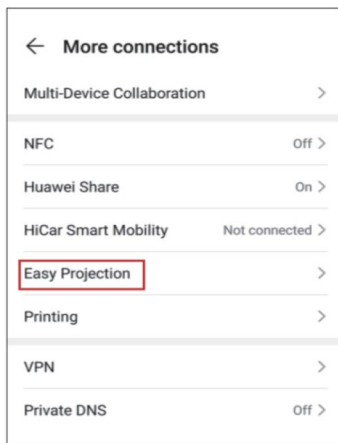 More connections
Multi-Device Collaboration
NFC Off
Huawei Share On
HiCar Smart Mobility Not connected
Easy Projection
Printing
VPN
Private DNS Off